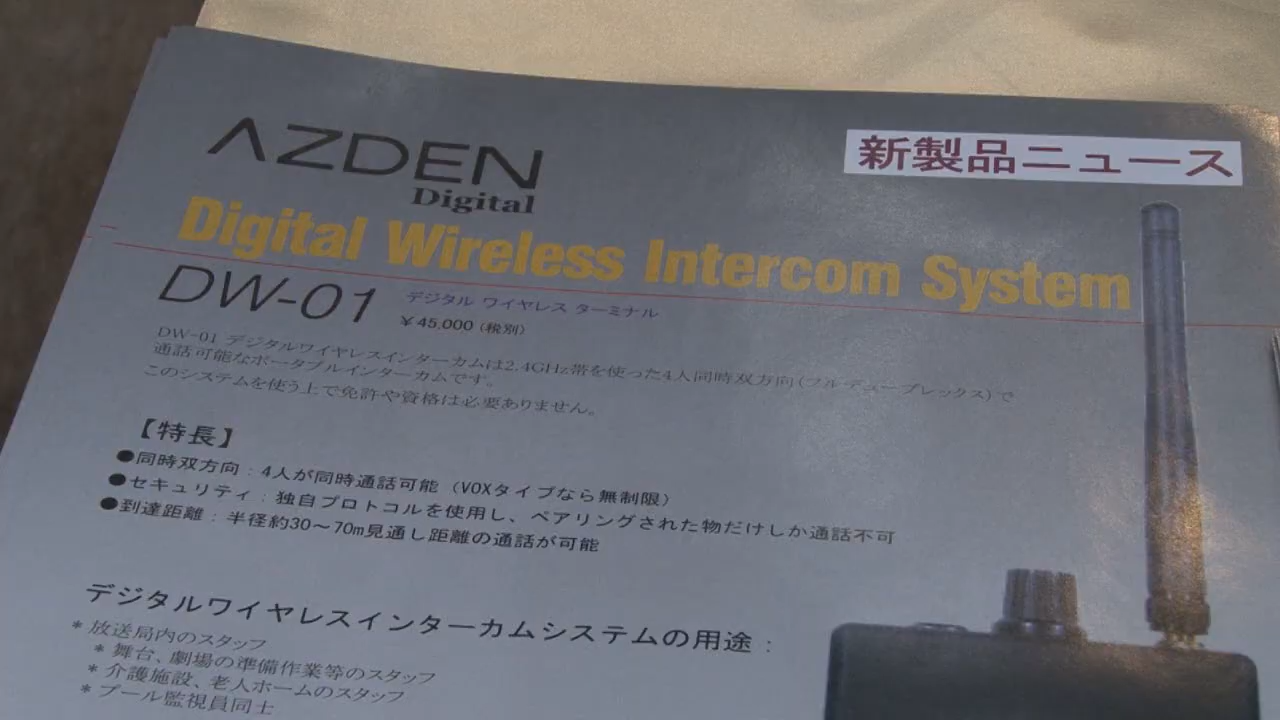 AZDEN
Digital
新製品ニュース
Digital Wireless Intercom System
DW-01 デジタル ワイヤレス ターミナル
¥45,000 (税別)
DW-01 デジタルワイヤレスインターカムは2.4GHz帯を使った4人同時双方向(フルデュープレックス)で
通話可能なポータブルインターカムです。
このシステムを使う上で免許や資格は必要ありません。
【特長】
●同時双方向:4人が同時通話可能(VOXタイプなら無制限)
●セキュリティ:独自プロトコルを使用し、ペアリングされた物だけしか通話不可
●到達距離:半径約30〜70m見通し距離の通話が可能
デジタルワイヤレスインターカムシステムの用途:
* 放送局内のスタッフ
* 舞台、劇場の準備作業等のスタッフ
* 介護施設、老人ホームのスタッフ
* プール監視員同士